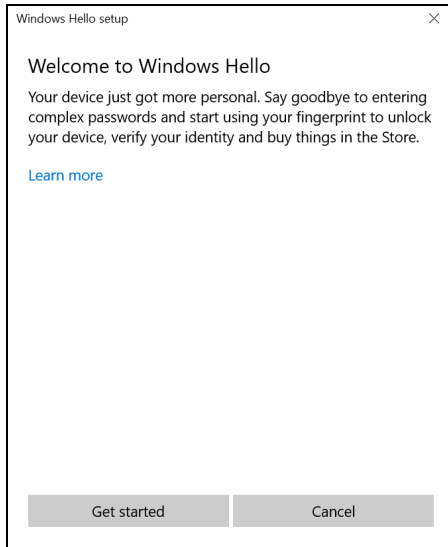 Windows Hello setup
Welcome to Windows Hello
Your device just got more personal. Say goodbye to entering
complex passwords and start using your fingerprint to unlock
your device, verify your identity and buy things in the Store.
Learn more
Get started
Cancel